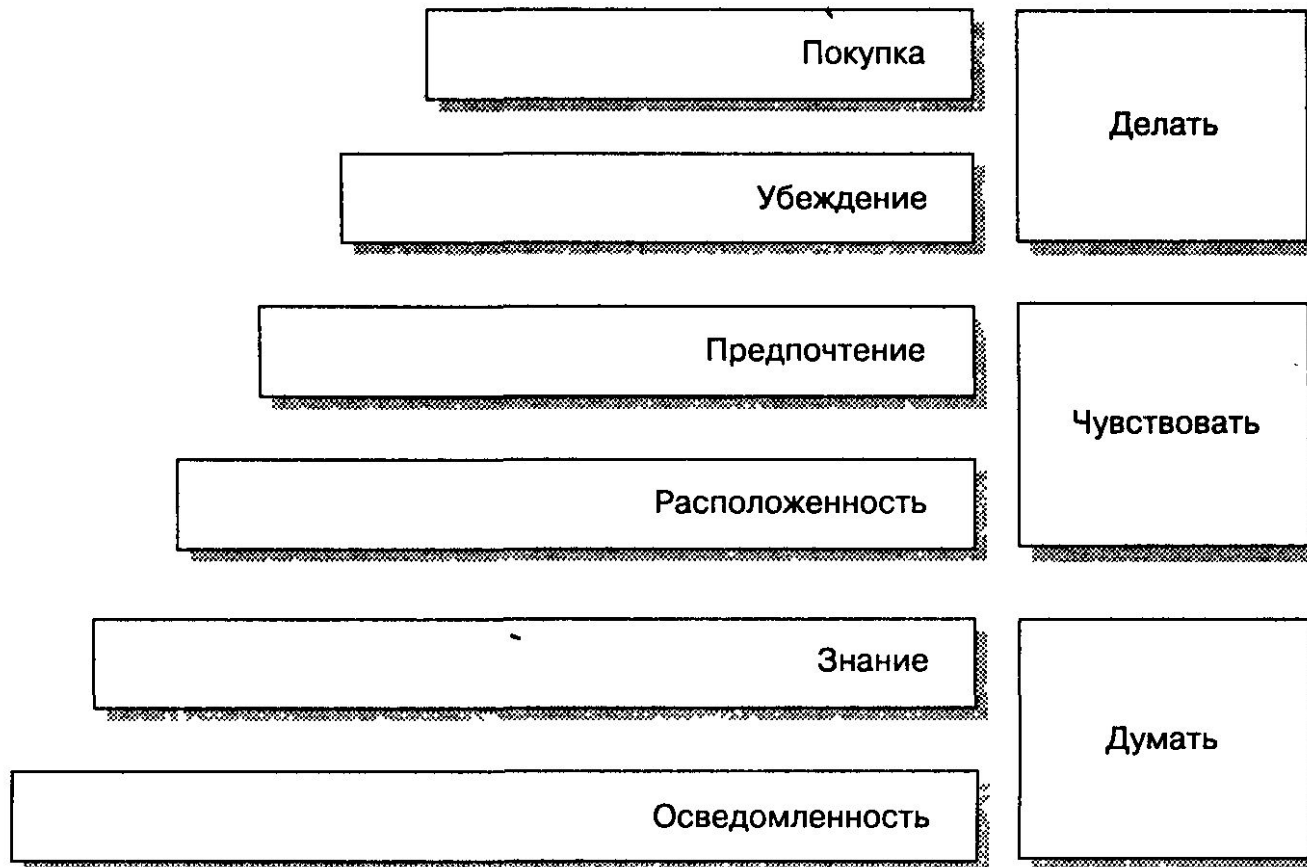 Покупка
Делать
Убеждение
Предпочтение
Чувствовать
Расположенность
Знание
Думать
Осведомленность